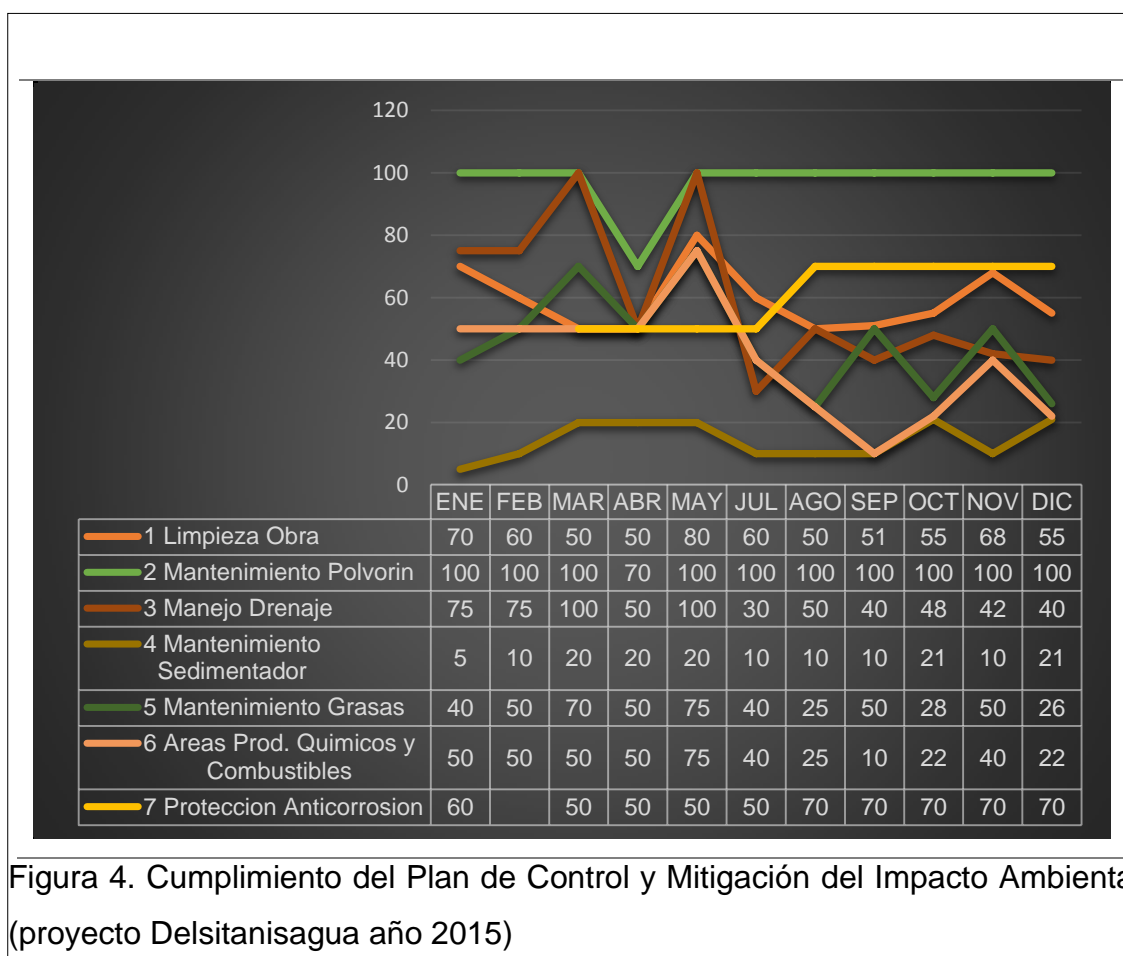 120
100
80
60
40
20
0
ENE FEB MAR ABR MAY JUL AGO SEP OCT NOV DIC
1 Limpieza Obra 70 60 50 50 80 60 50 51 55 68 55
2 Mantenimiento Polvorin 100 100 100 70 100 100 100 100 100 100 100
3 Manejo Drenaje 75 75 100 50 100 30 50 40 48 42 40
4 Mantenimiento
Sedimentador 5 10 20 20 20 10 10 10 21 10 21
5 Mantenimiento Grasas 40 50 70 50 75 40 25 50 28 50 26
6 Areas Prod. Quimicos y
Combustibles 50 50 50 50 75 40 25 10 22 40 22
7 Proteccion Anticorrosion 60 50 50 50 50 70 70 70 70 70
Figura 4. Cumplimiento del Plan de Control y Mitigación del Impacto Ambienta
(proyecto Delsitanisagua año 2015)